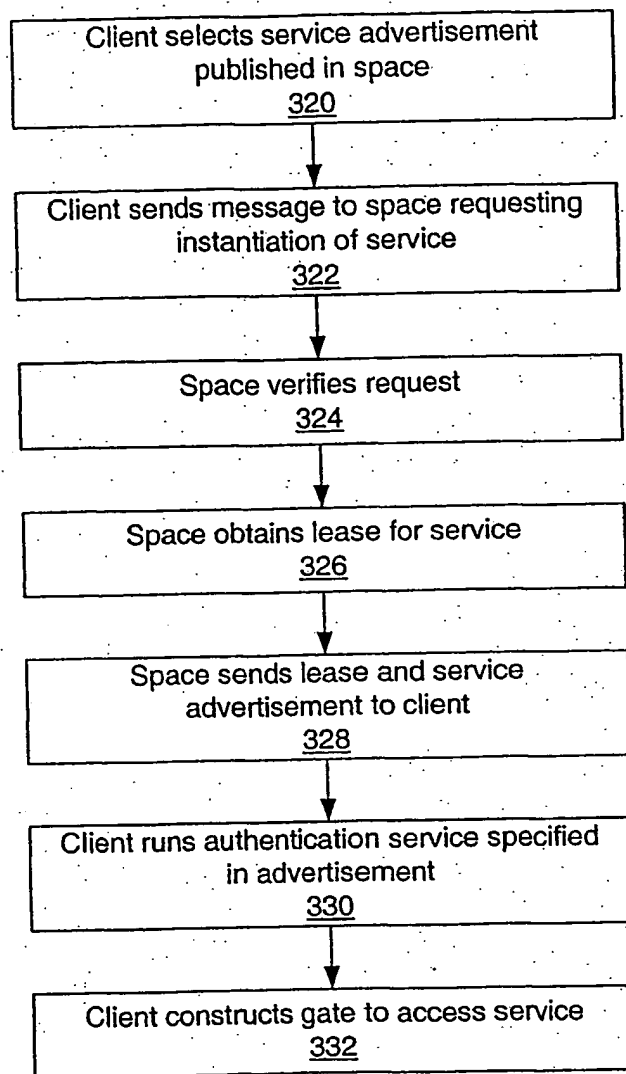 Client selects service advertisement
published in space
320
Client sends message to space requesting
instantiation of service
322
Space verifies request
324
Space obtains lease for service
326
Space sends lease and service
advertisement to client
328
Client runs authentication service specified
in advertisement
330
Client constructs gate to access service
332